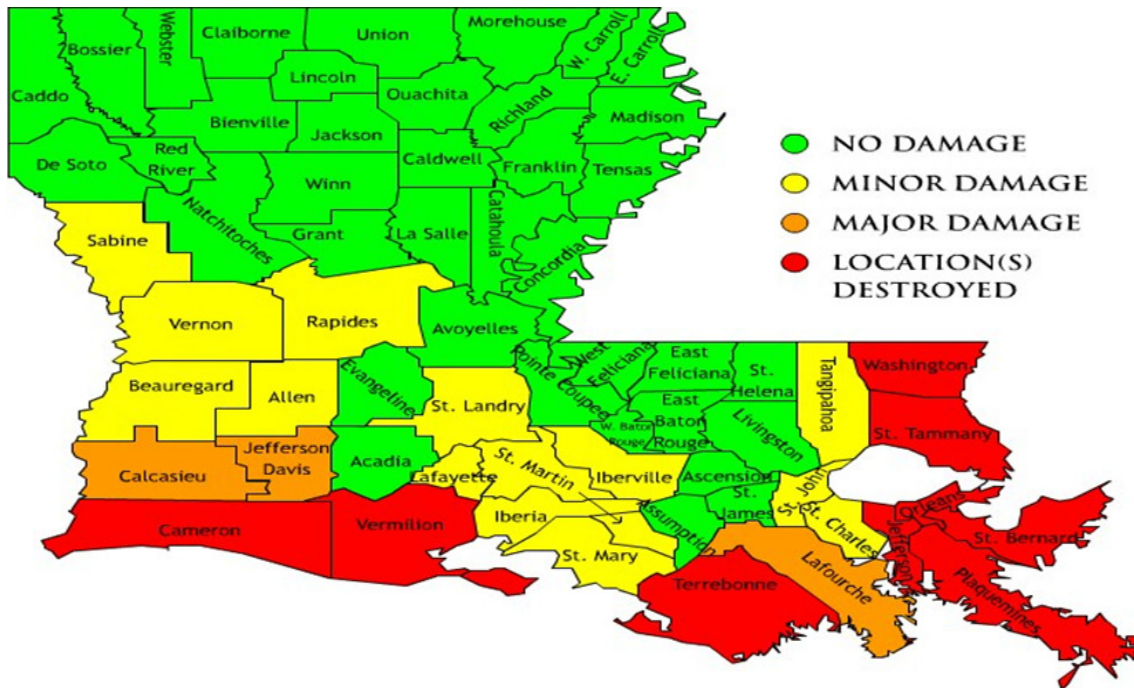 Webster
Claiborne
Union
Morehouse
W. Carroll
E. Carroll
Bossier
Caddo
Lincoln
Ouachita
Richland
Madison
Bienville
Jackson
De Soto
Red
River
Caldwell
Franklin
Tensas
Winn
Natchitoches
Grant
La Salle
Catahoula
Concordia
Sabine
Vernon
Rapides
Avoyelles
Beauregard
Allen
Evangeline
St. Landry
Pointe Coupee
West
Feliciana
East
Feliciana
St.
Helena
Tangipahoa
Washington
W. Bator
Rouge
East
Baton
Rouge
Livingston
St. Tammany
Calcasieu
Jefferson
Davis
Acadia
Lafayette
St. Martin
Iberville
Ascension
St. John
Cameron
Vermilion
Iberia
St. Mary
Assumption
St.
James
St. Charles
Orleans
St. Bernard
Jefferson
Plaquemines
Terrebonne
Lafourche
NO DAMAGE
MINOR DAMAGE
MAJOR DAMAGE
LOCATION(S)
DESTROYED